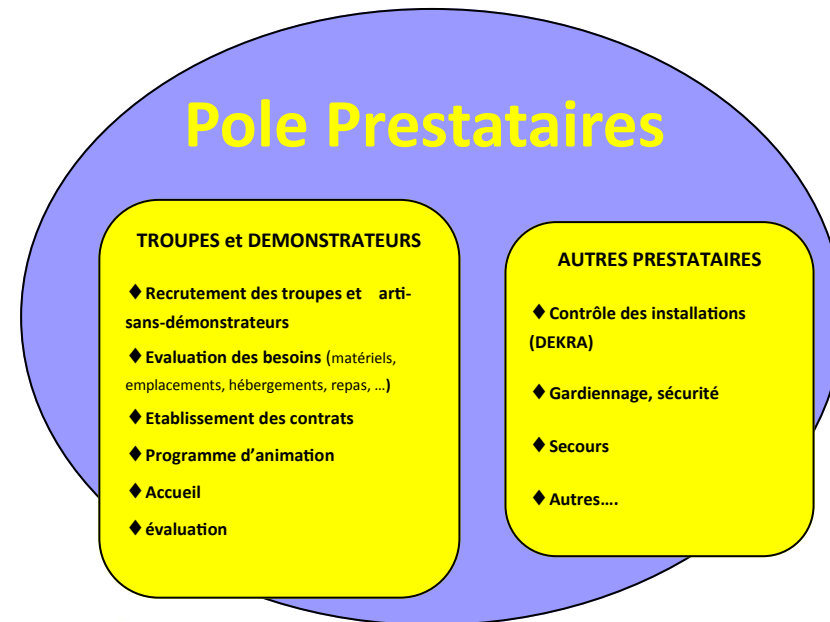 Pole Prestataires
TROUPES et DEMONSTRATEURS
♦Recrutement des troupes et arti-
sans-démonstrateurs
♦Evaluation des besoins (matériels,
emplacements, hébergements, repas, …)
♦Etablissement des contrats
♦Programme d'animation
♦Accueil
♦évaluation
AUTRES PRESTATAIRES
♦Contrôle des installations
(DEKRA)
♦Gardiennage, sécurité
♦Secours
♦Autres….